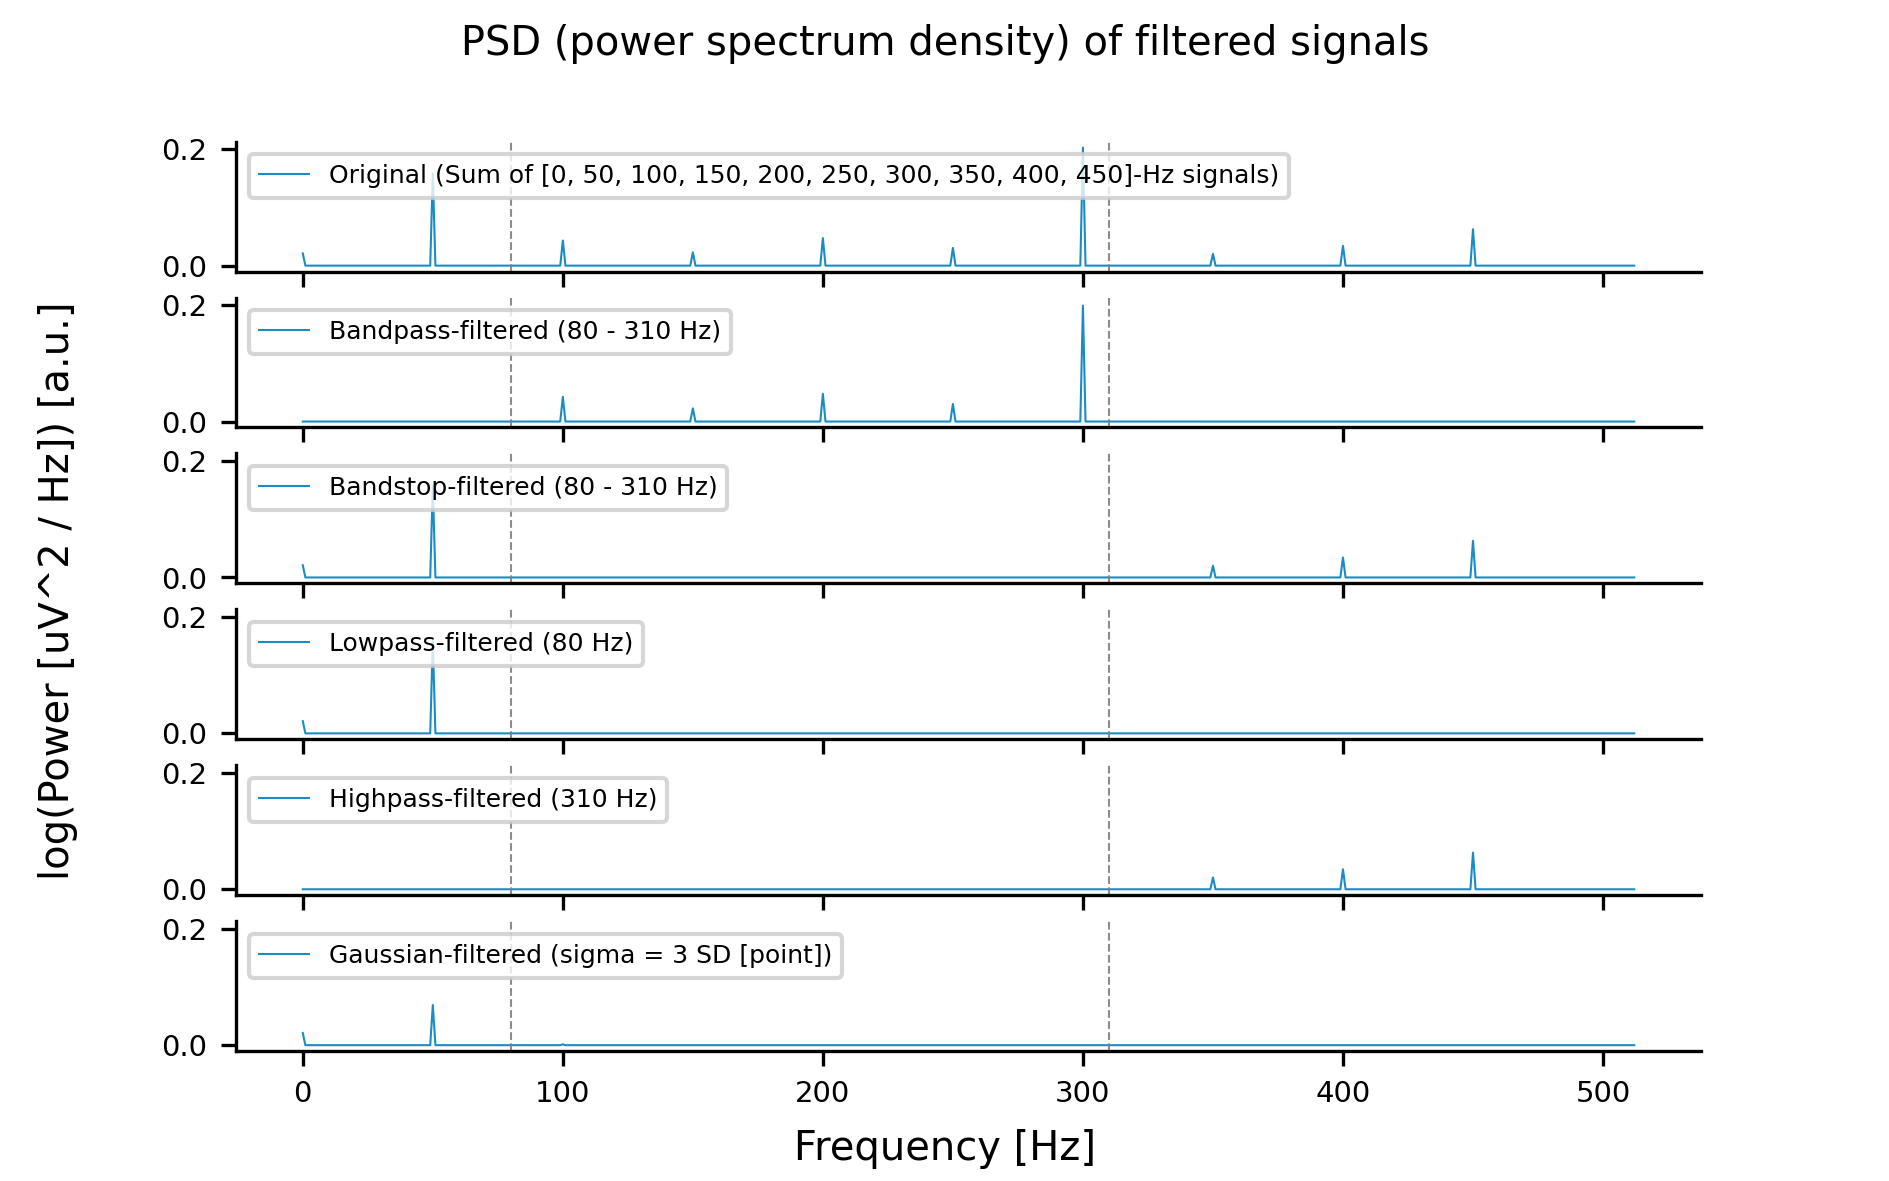 PSD (power spectrum density) of filtered signals
0.2
Original (Sum of [0, 50, 100, 150, 200, 250, 300, 350, 400, 450]-Hz signals)
0.0
0.2
Bandpass-filtered (80 - 310 Hz)
0.0
0.2
Bandstop-filtered (80 - 310 Hz)
0.0
0.2
Lowpass-filtered (80 Hz)
0.0
0.2
Highpass-filtered (310 Hz)
0.0
0.2
Gaussian-filtered (sigma = 3 SD [point])
0.0
log(Power [uV^2 / Hz]) [a.u.]
0 100 200 300 400 500
Frequency [Hz]